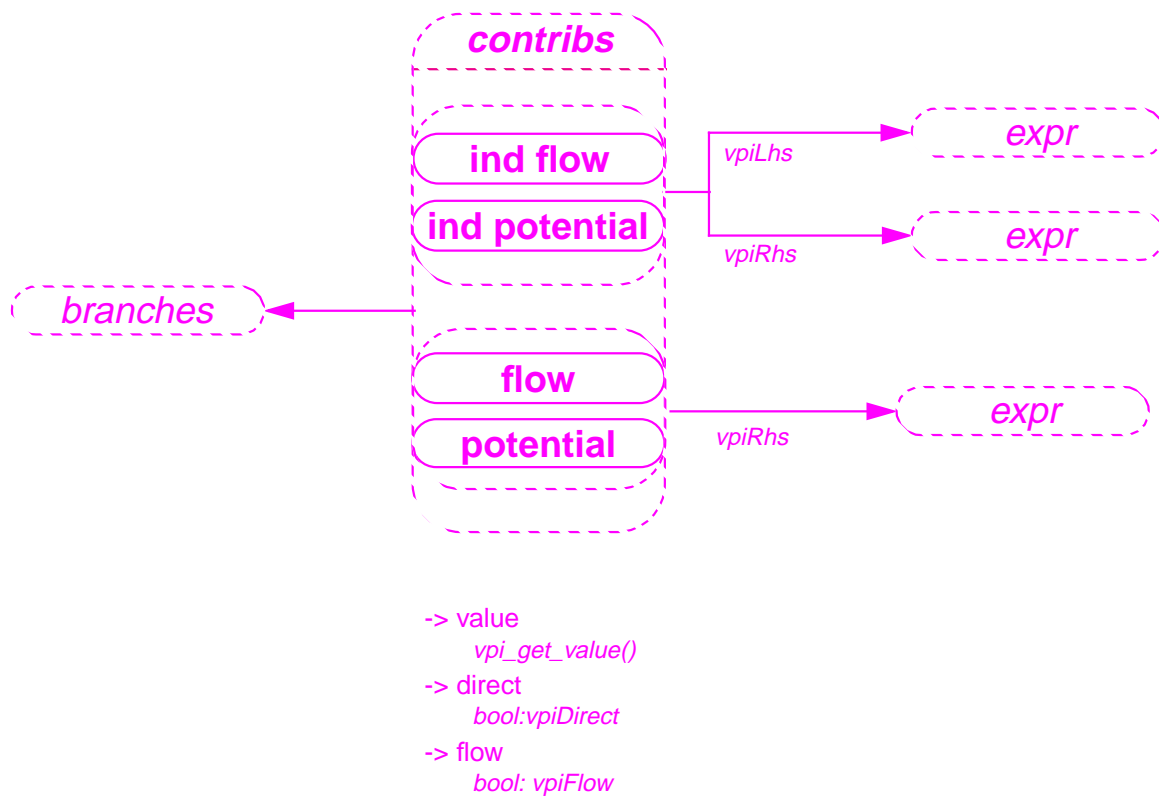 contribs
ind flow
vpiLhs
expr
ind potential
vpiRhs
expr
branches
flow
potential
vpiRhs
expr
-> value
vpi_get_value()
-> direct
bool:vpiDirect
-> flow
bool: vpiFlow